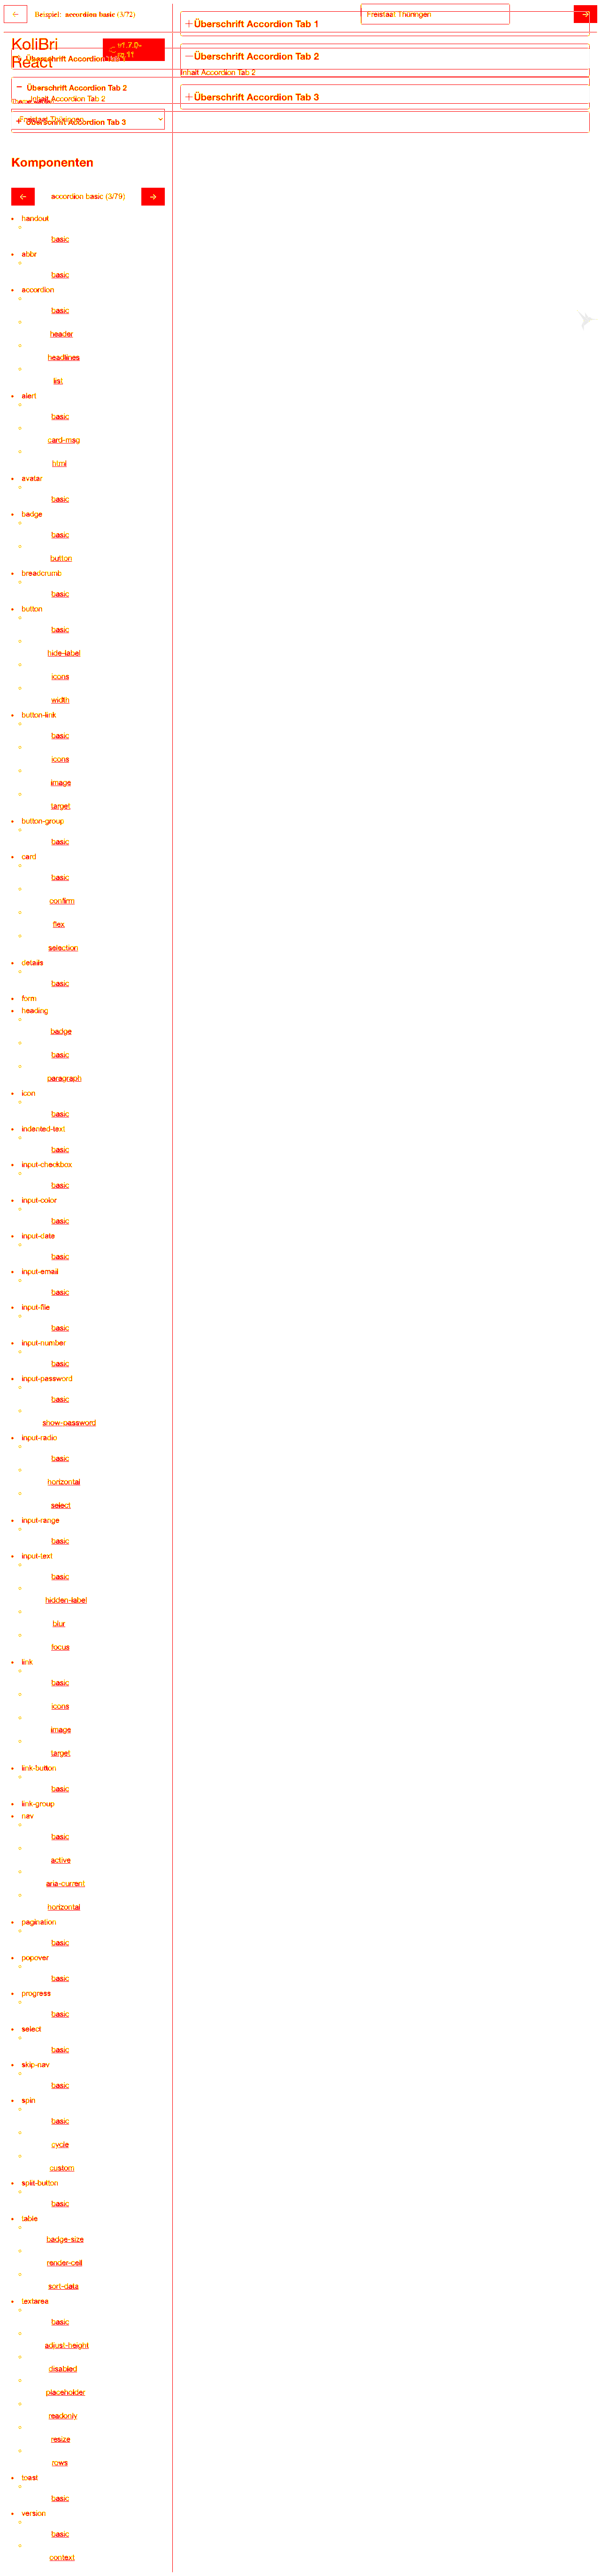 Beispiel: accordion basic (3/72)
Freistaat Thüringen
Überschrift Accordion Tab 1
KoliBri
React
v1.7.0-
rc.11
Überschrift Accordion Tab 1
Überschrift Accordion Tab 2
Inhalt Accordion Tab 2
Überschrift Accordion Tab 2
Inhalt Accordion Tab 2
Überschrift Accordion Tab 3
Freistaat Thüringen
Überschrift Accordion Tab 3
Komponenten
accordion basic (3/79)
handout
basic
abbr
basic
accordion
basic
header
headlines
list
alert
basic
card-msg
html
avatar
basic
badge
basic
button
breadcrumb
basic
button
basic
hide-label
icons
width
button-link
basic
icons
image
target
button-group
basic
card
basic
confirm
flex
selection
details
basic
form
heading
badge
basic
paragraph
icon
basic
indented-text
basic
input-checkbox
basic
input-color
basic
input-date
basic
input-email
basic
input-file
basic
input-number
basic
input-password
basic
show-password
input-radio
basic
horizontal
select
input-range
basic
input-text
basic
hidden-label
blur
focus
link
basic
icons
image
target
link-button
basic
link-group
nav
basic
active
aria-current
horizontal
pagination
basic
popover
basic
progress
basic
select
basic
skip-nav
basic
spin
basic
cycle
custom
split-button
basic
table
badge-size
render-cell
sort-data
textarea
basic
adjust-height
disabled
placeholder
readonly
resize
rows
toast
basic
version
basic
context